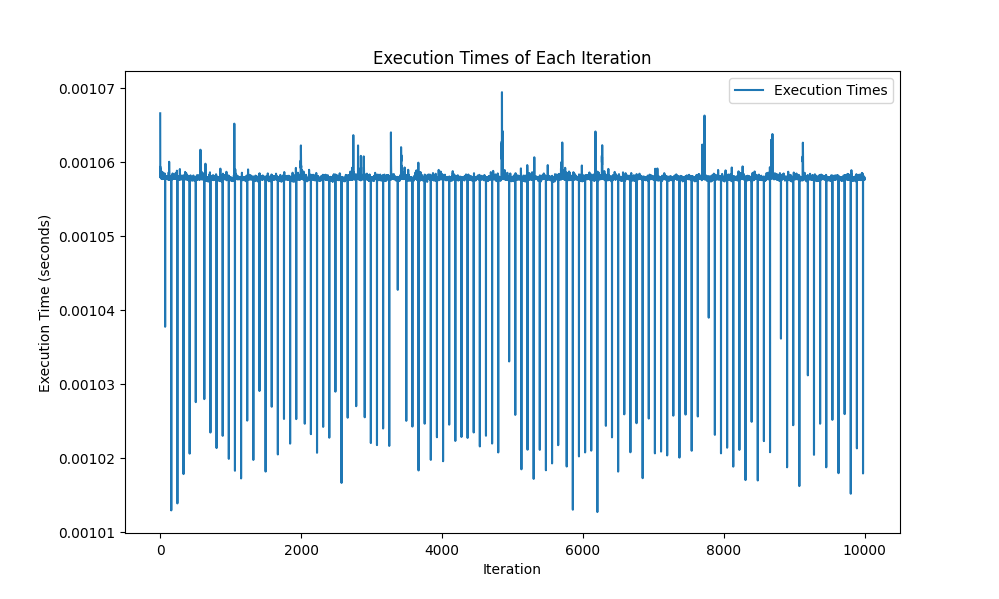 Execution Times of Each Iteration
Execution Times
0.00107
0.00106
0.00105
0.00104
0.00103
0.00102
0.00101
Execution Time (seconds)
0 2000 4000 6000 8000 10000
Iteration